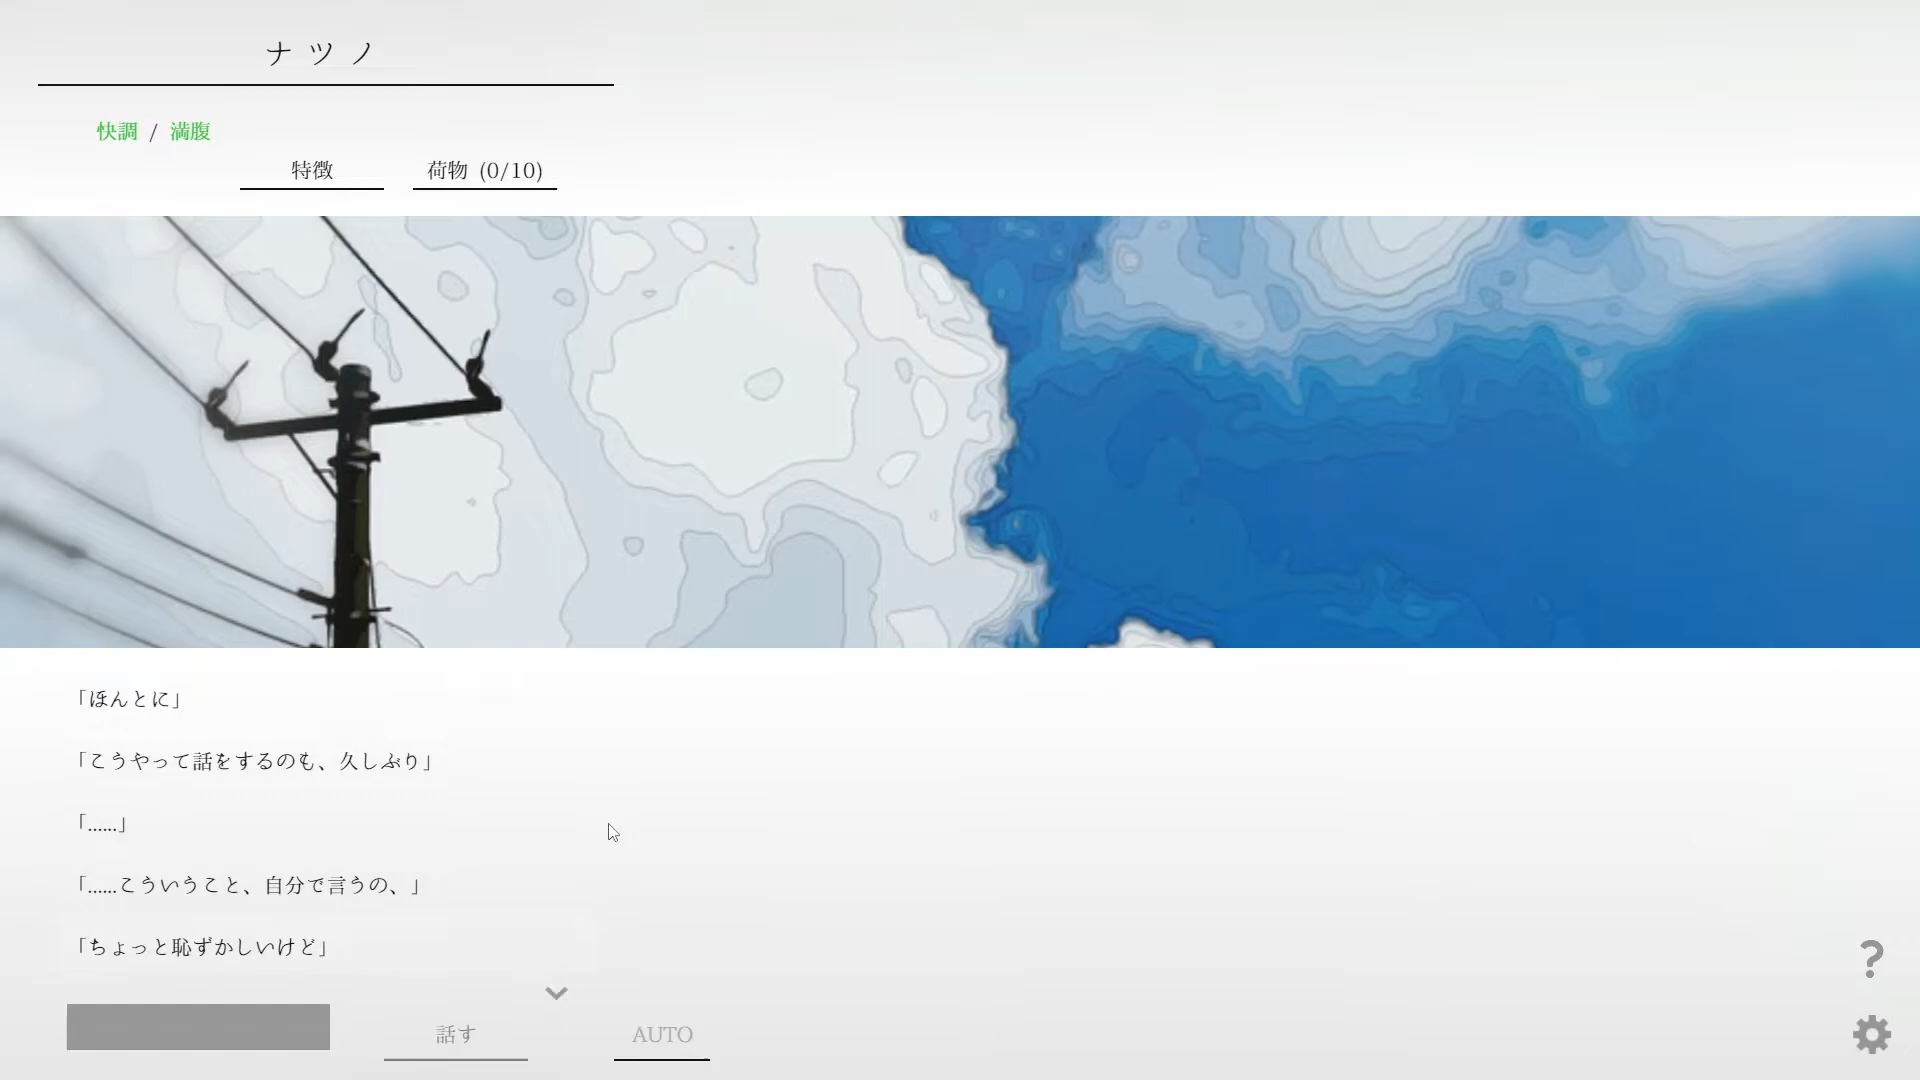 ナツノ
快調 / 満腹
特徴 荷物 (0/10)
「ほんとに」
「こうやって話をするのも、久しぶり」
「......」
「......こういうこと、自分で言うの、」
「ちょっと恥ずかしいけど」
話す AUTO
?